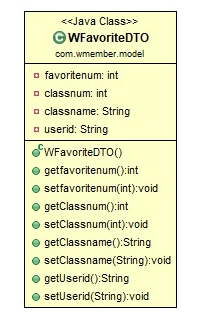 <<Java Class>>
WFavoriteDTO
com.wmember.model
favoritenum: int
classnum: int
classname: String
userid: String
WFavoriteDTO()
getfavoritenum():int
setfavoritenum(int):void
getClassnum():int
setClassnum(int):void
getClassname():String
setClassname(String):void
getUserid():String
setUserid(String):void